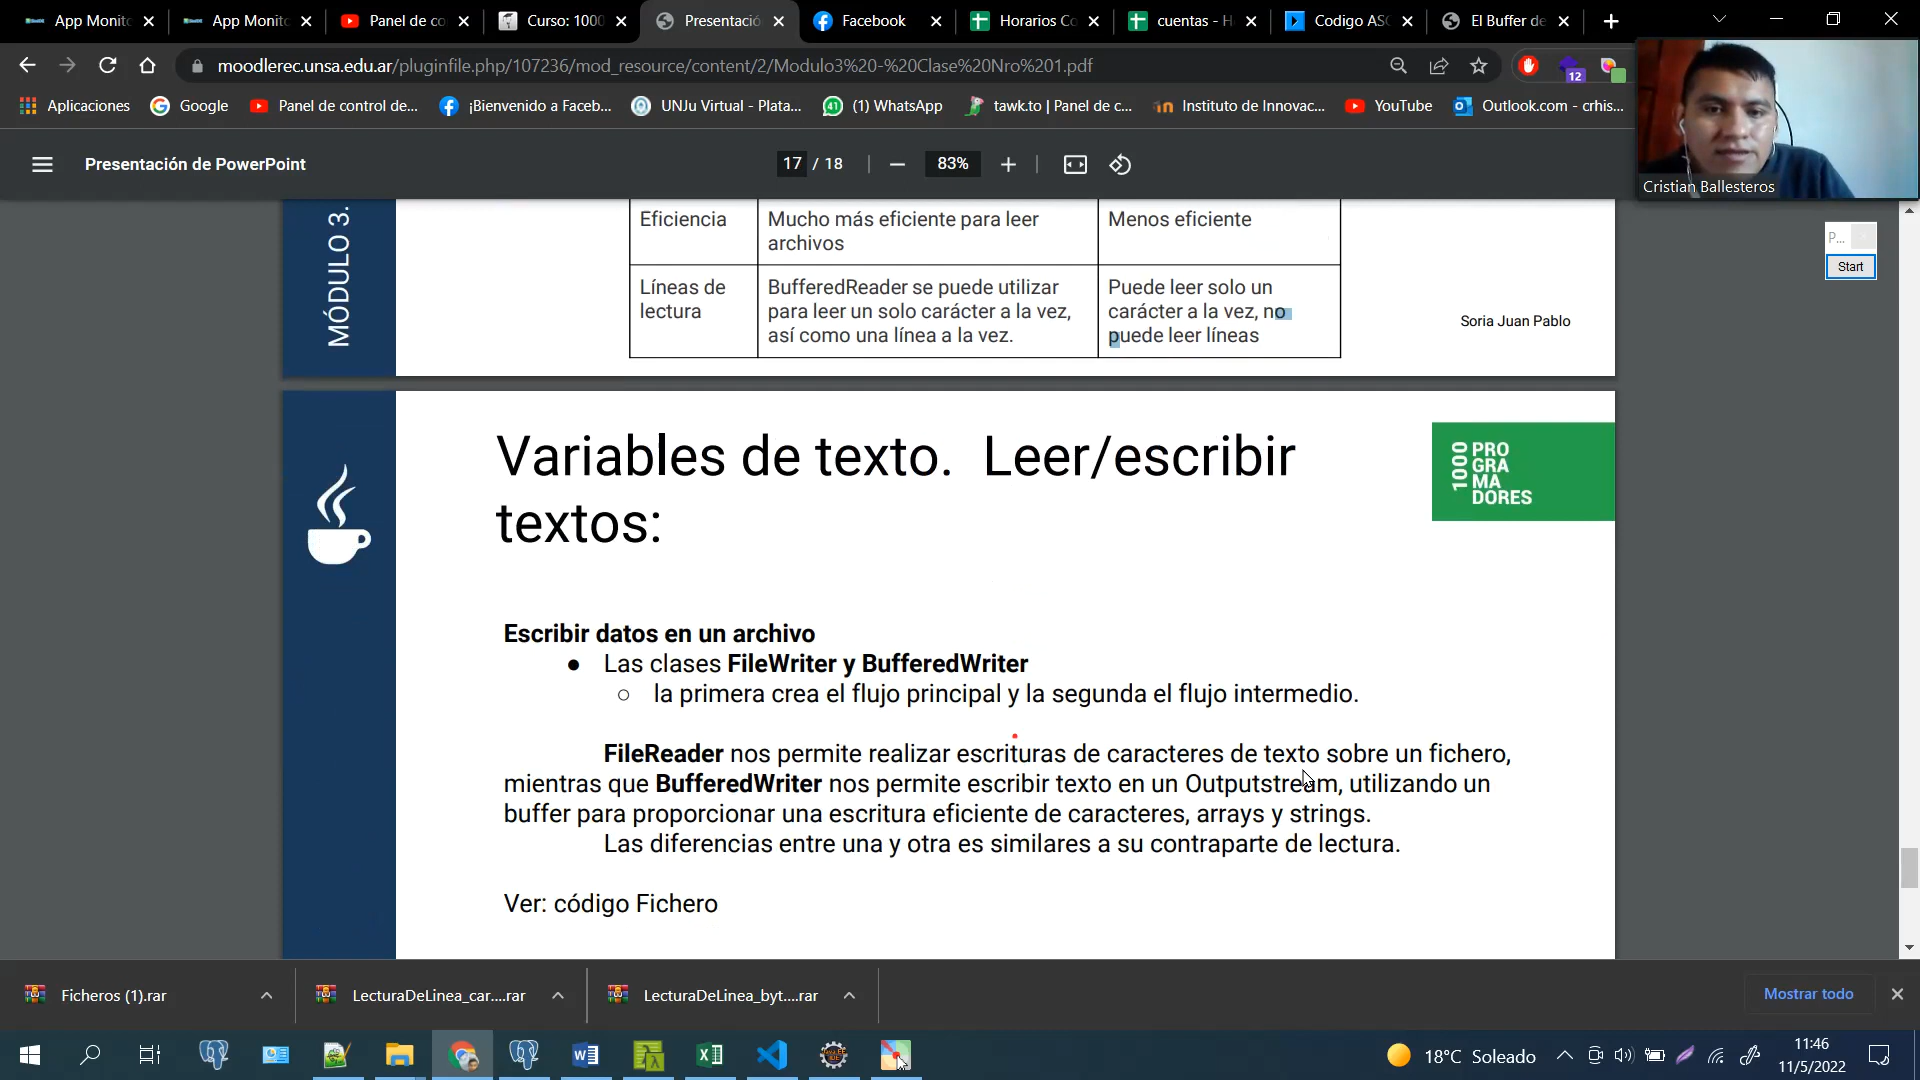 App Monito
App Monito
Panel de co
Curso: 1000
Presentació
Facebook
Horarios Co
cuentas - H
Codigo ASC
El Buffer de
moodlerec.unsa.edu.ar/pluginfile.php/107236/mod_resource/content/2/Modulo3%20-%20Clase%20Nro%201.pdf
12
Aplicaciones
Google
Panel de control de...
¡Bienvenido a Faceb...
UNJu Virtual - Plata...
(1) WhatsApp
tawk.to | Panel de c...
Instituto de Innovac...
YouTube
Outlook.com - crhis...
Cristian Ballesteros
Presentación de PowerPoint
17 / 18
83%
P...
Start
MÓDULO 3.
Eficiencia
Mucho más eficiente para leer
archivos
Menos eficiente
Líneas de
lectura
BufferedReader se puede utilizar
para leer un solo carácter a la vez,
así como una línea a la vez.
Puede leer solo un
carácter a la vez, no
puede leer líneas
Soria Juan Pablo
Variables de texto.  Leer/escribir
textos:
1000
PRO
GRA
MA
DORES
Escribir datos en un archivo
● Las clases FileWriter y BufferedWriter
○ la primera crea el flujo principal y la segunda el flujo intermedio.
FileReader nos permite realizar escrituras de caracteres de texto sobre un fichero,
mientras que BufferedWriter nos permite escribir texto en un Outputstream, utilizando un
buffer para proporcionar una escritura eficiente de caracteres, arrays y strings.
Las diferencias entre una y otra es similares a su contraparte de lectura.
Ver: código Fichero
Ficheros (1).rar
LecturaDeLinea_car....rar
LecturaDeLinea_byt....rar
Mostrar todo
18°C Soleado
11:46
11/5/2022